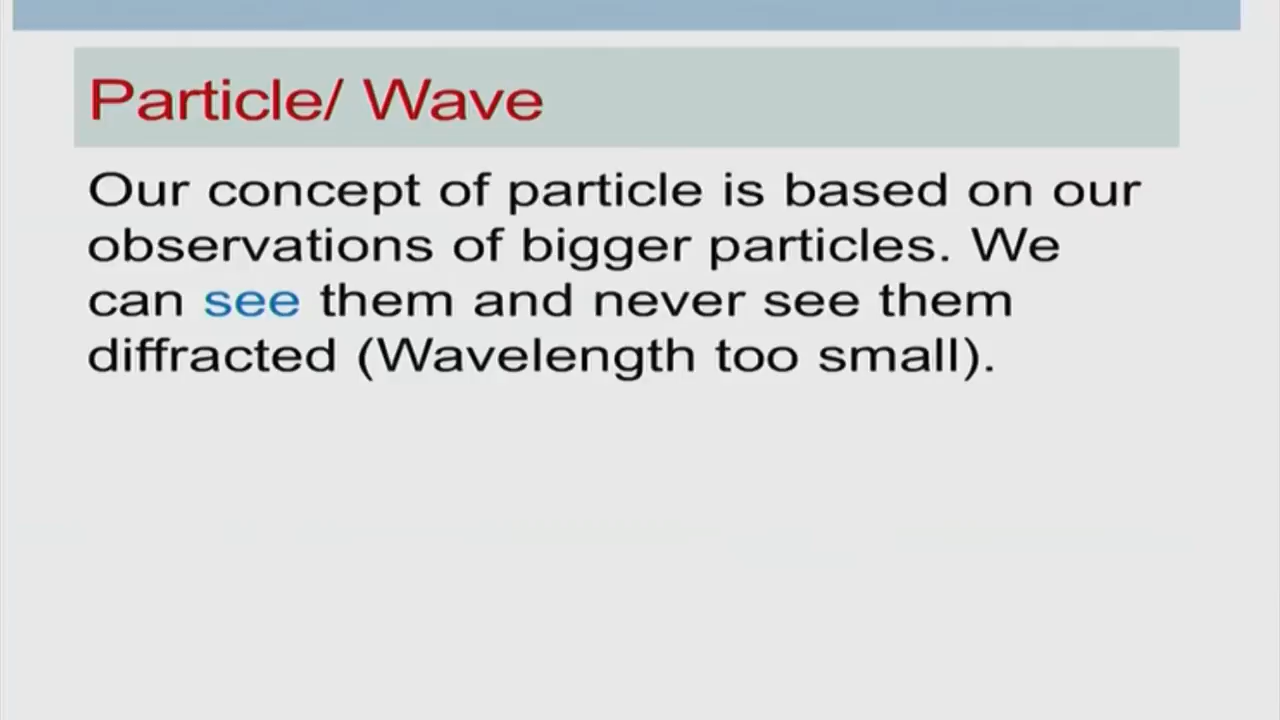 Particle/ Wave
Our concept of particle is based on our
observations of bigger particles. We
can see them and never see them
diffracted (Wavelength too small).